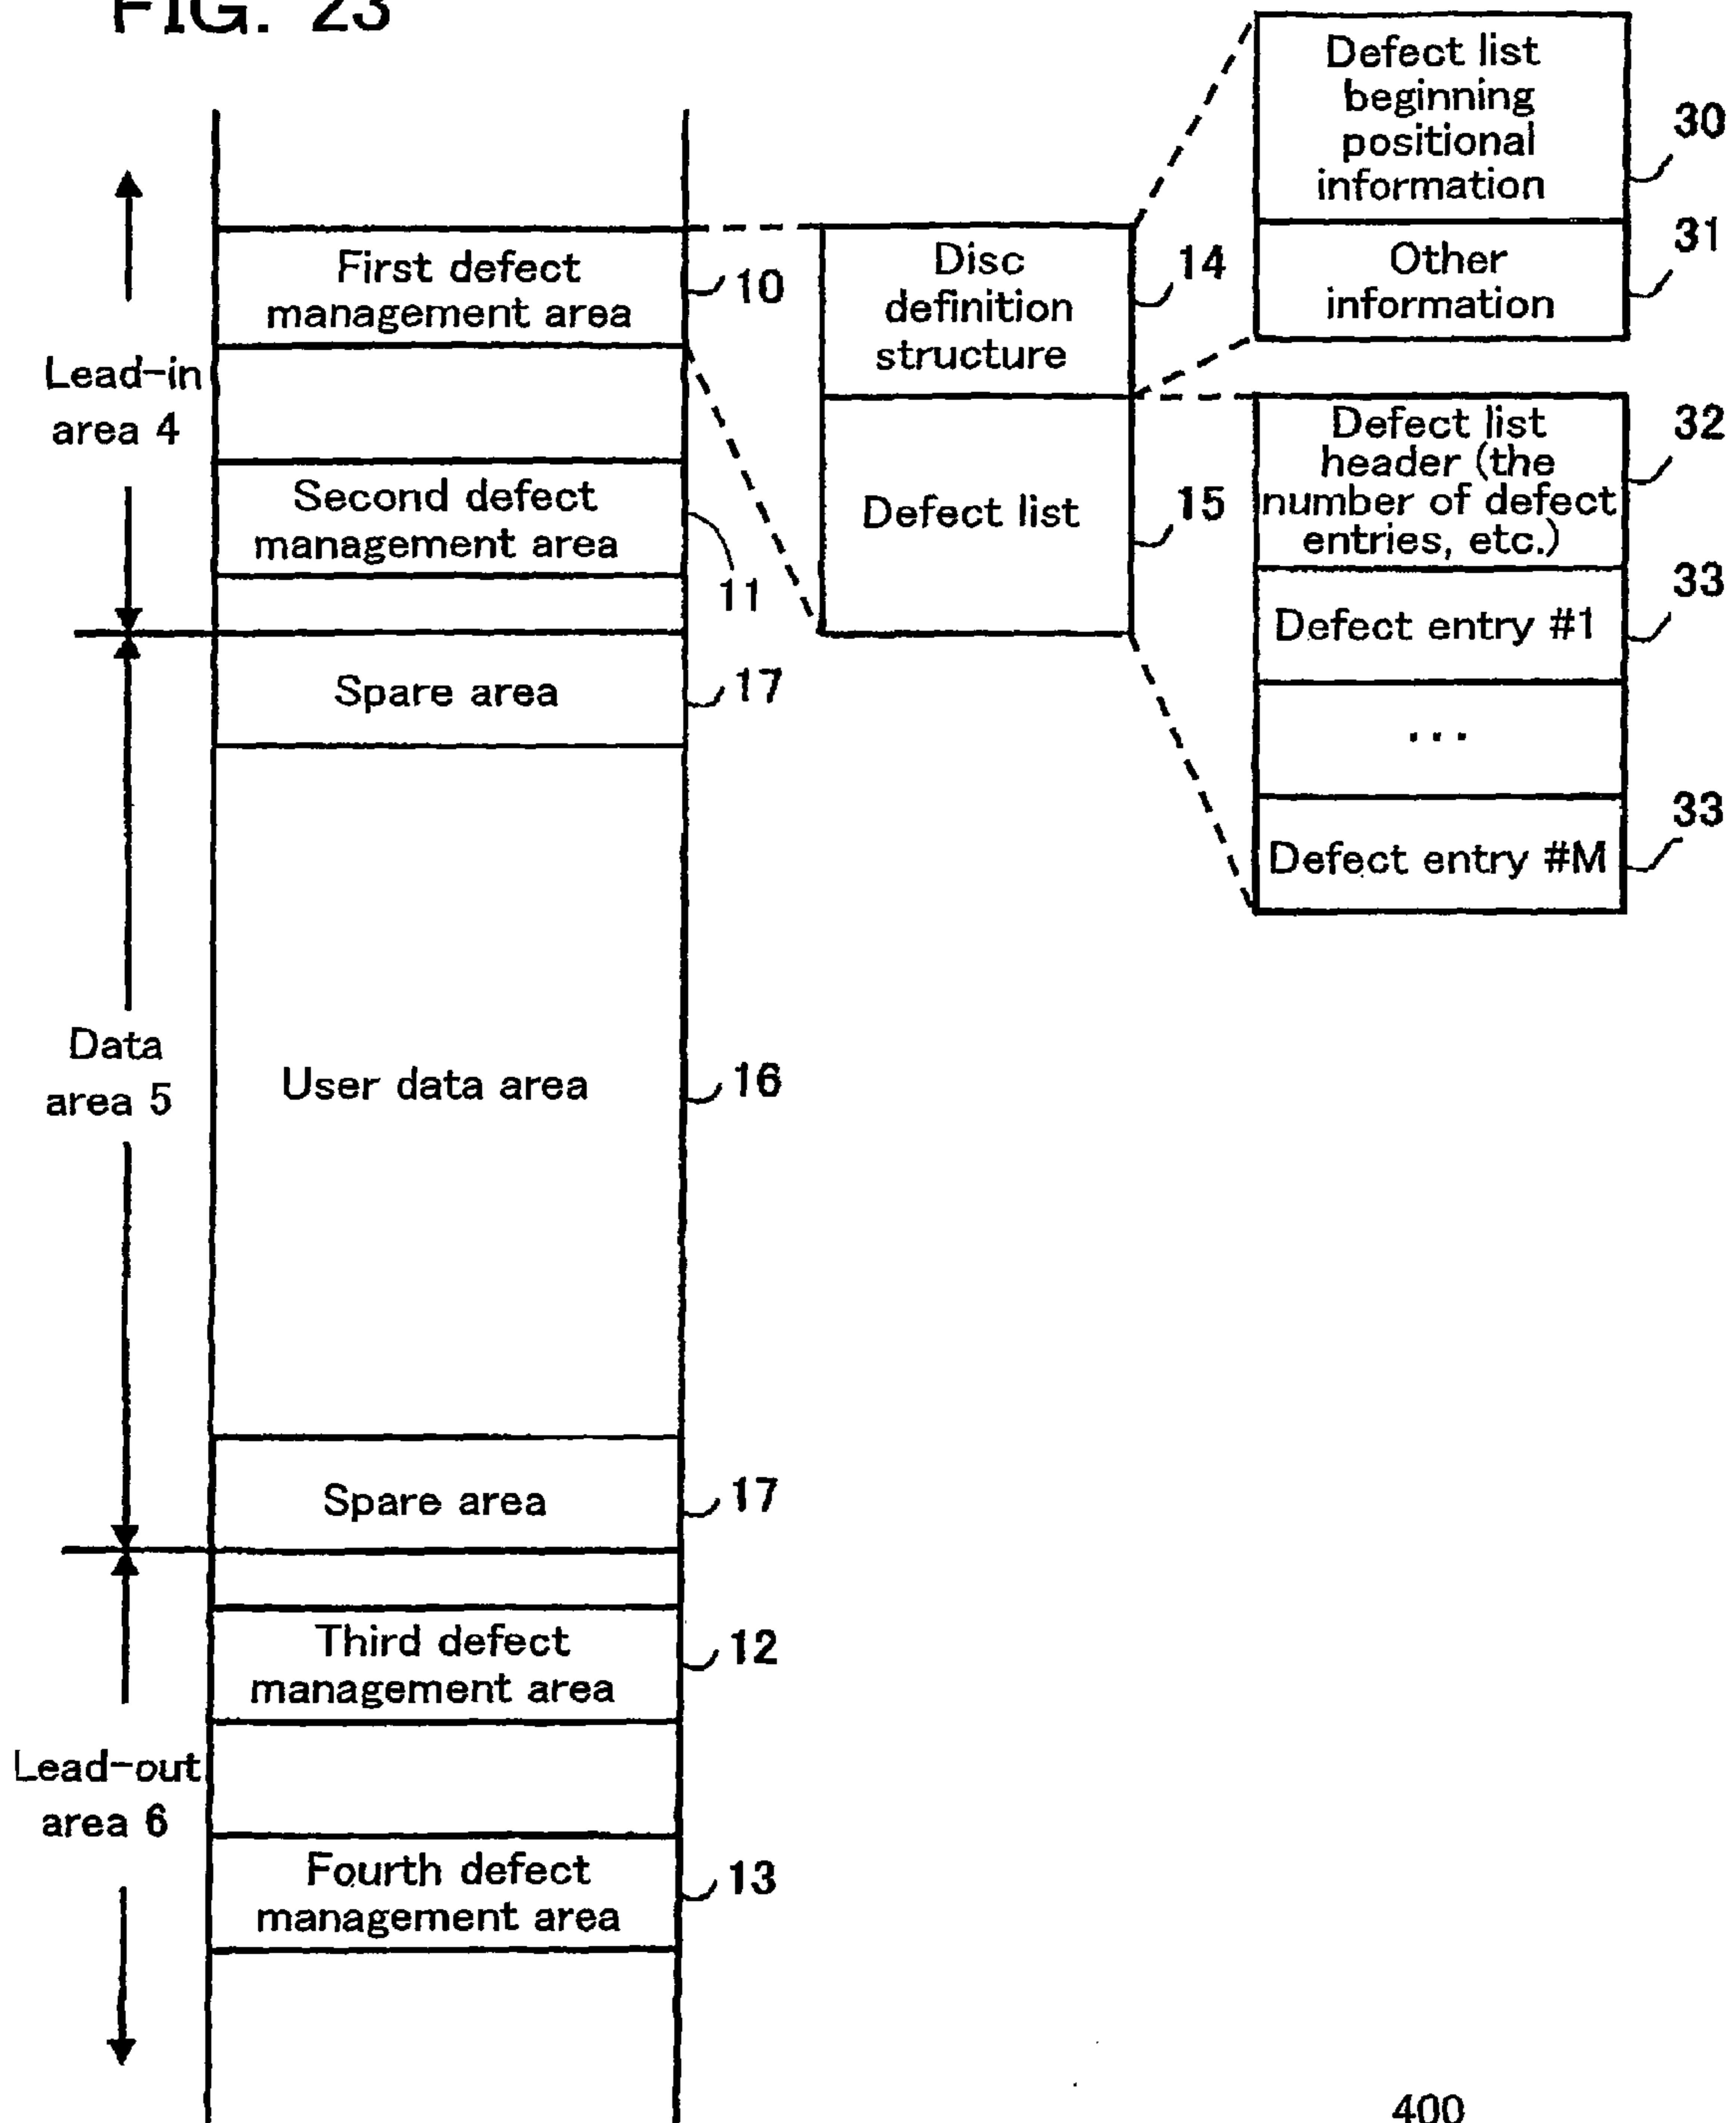 FIG. 23
Lead-in
area 4
Data
area 5
Lead-out
area 6
First defect
management area
10
Second defect
management area
11
Spare area
17
User data area
16
Spare area
17
Third defect
management area
12
Fourth defect
management area
13
Disc
definition
structure
14
Defect list
15
Defect list
beginning
positional
information
30
Other
information
31
Defect list
header (the
number of defect
entries, etc.)
32
Defect entry #1
33
...
Defect entry #M
33
400